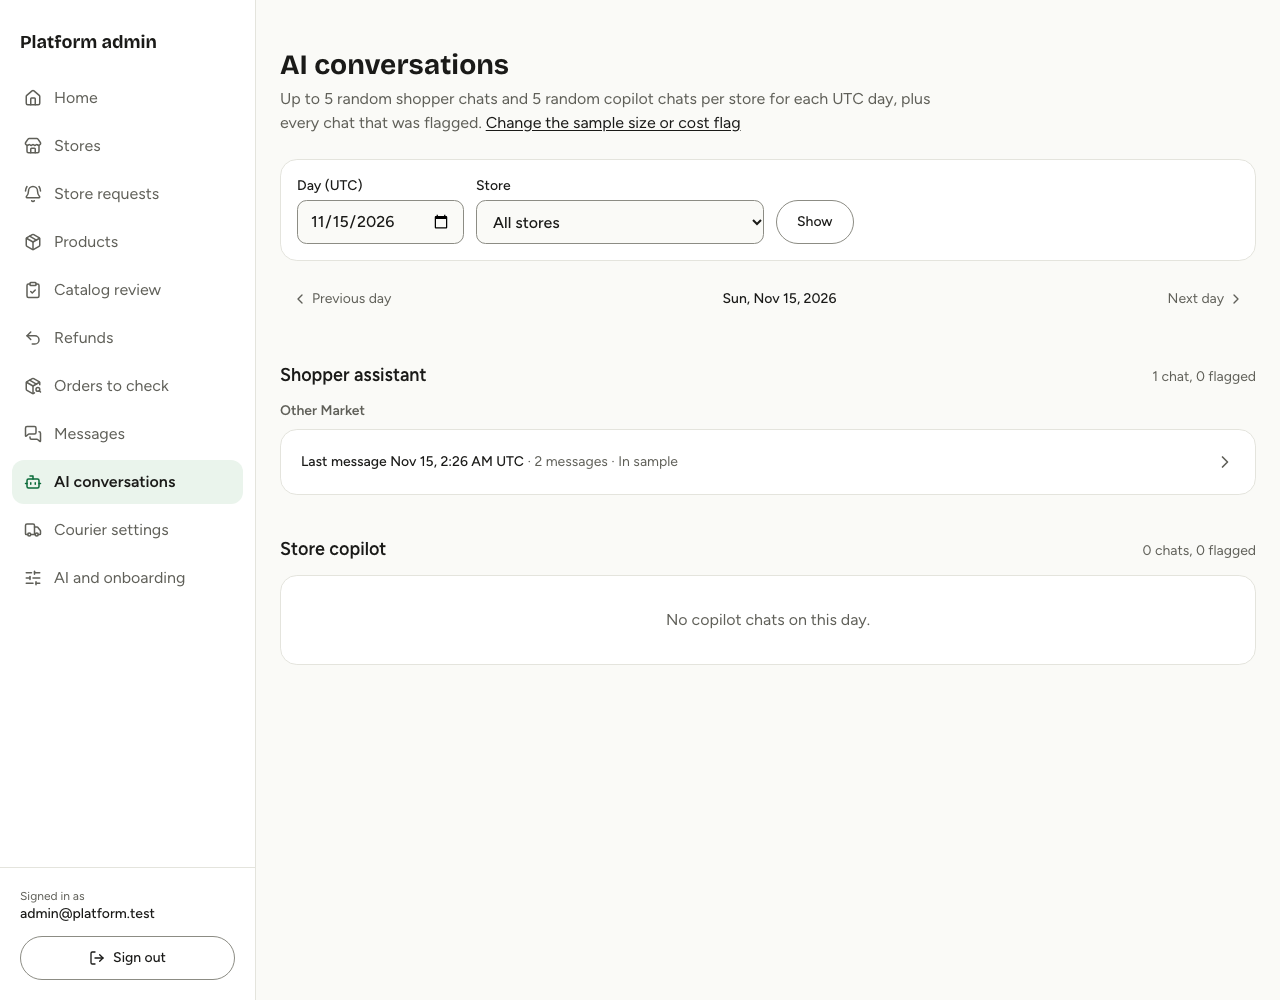 Platform admin
Home
Stores
Store requests
Products
Catalog review
Refunds
Orders to check
Messages
AI conversations
Courier settings
AI and onboarding
Signed in as
admin@platform.test
Sign out
AI conversations
Up to 5 random shopper chats and 5 random copilot chats per store for each UTC day, plus
every chat that was flagged. Change the sample size or cost flag
Day (UTC)
Store
11/15/2026
All stores
Show
Previous day
Sun, Nov 15, 2026
Next day
Shopper assistant
1 chat, 0 flagged
Other Market
Last message Nov 15, 2:26 AM UTC · 2 messages · In sample
Store copilot
0 chats, 0 flagged
No copilot chats on this day.